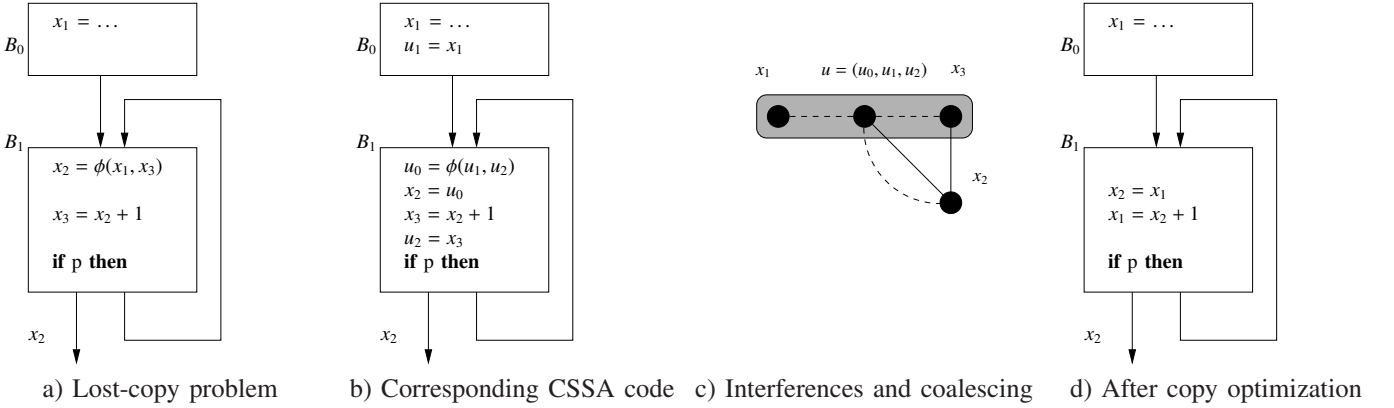 B₀
x₁ = …
B₁
x₂ = ϕ(x₁, x₃)
x₃ = x₂ + 1
if p then
x₂
a) Lost-copy problem
B₀
x₁ = …
u₁ = x₁
B₁
u₀ = ϕ(u₁, u₂)
x₂ = u₀
x₃ = x₂ + 1
u₂ = x₃
if p then
x₂
b) Corresponding CSSA code
x₁
u = (u₀, u₁, u₂)
x₃
x₂
c) Interferences and coalescing
B₀
x₁ = …
B₁
x₂ = x₁
x₁ = x₂ + 1
if p then
x₂
d) After copy optimization